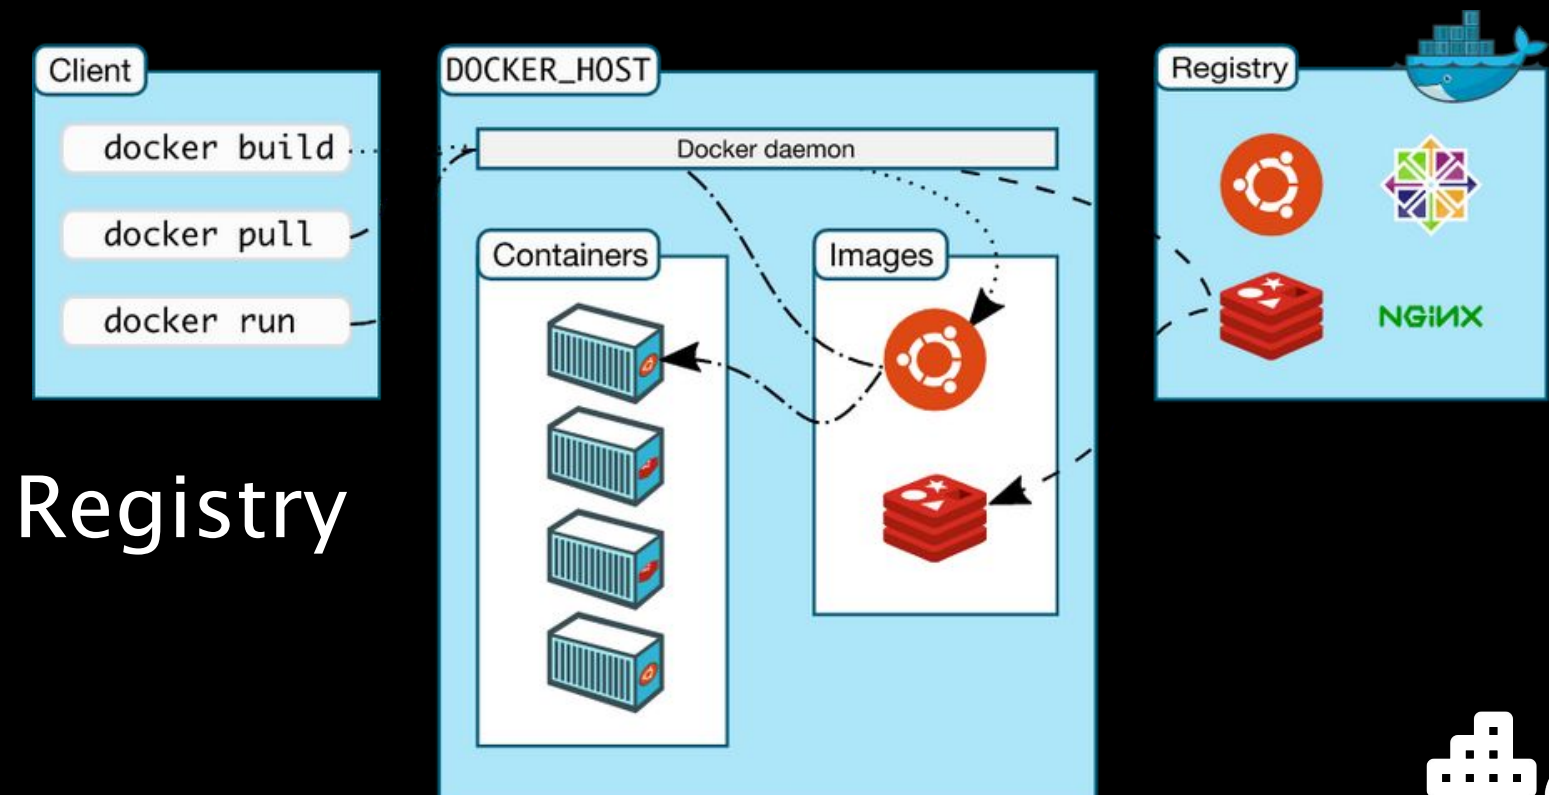 Client
docker build
docker pull
docker run
DOCKER_HOST
Docker daemon
Containers
Images
Registry
NGiNX
Registry